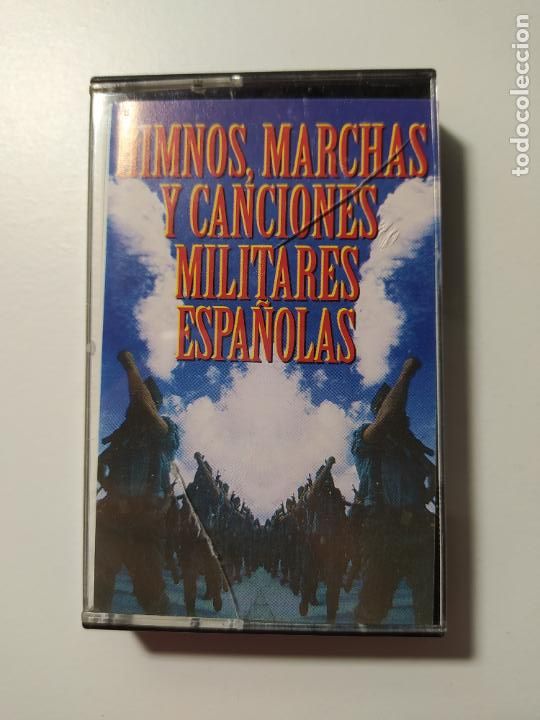 HIMNOS, MARCHAS
Y CANCIONES
MILITARES
ESPAÑOLAS
todocoleccion